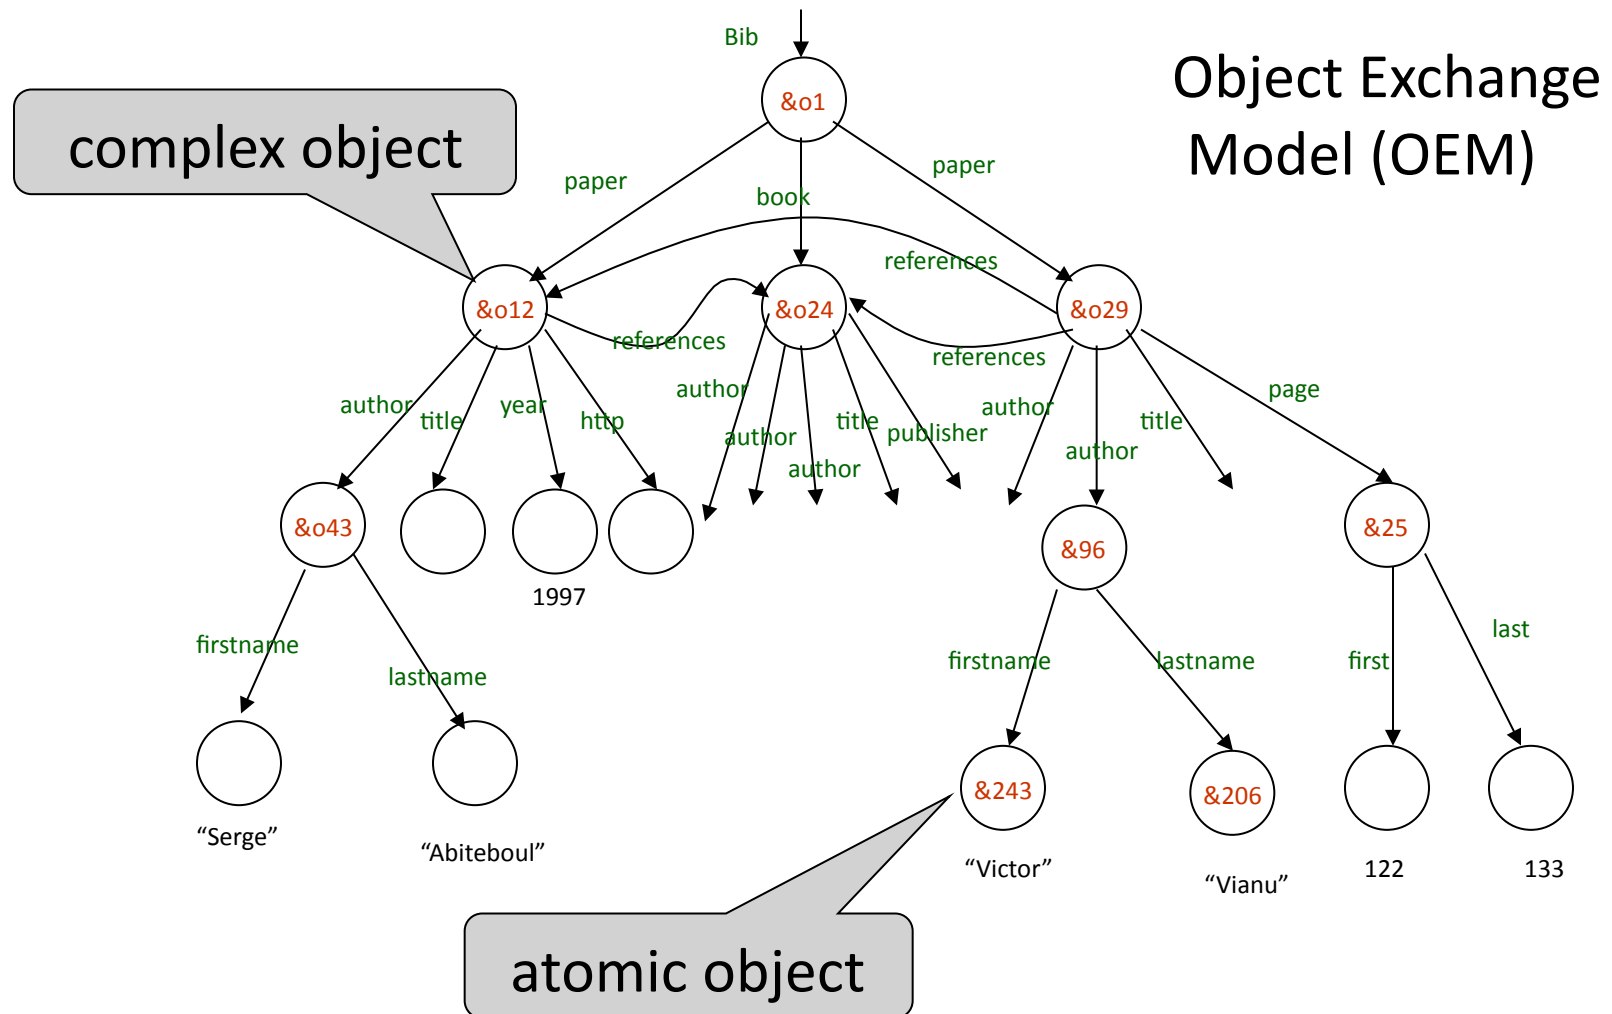 Bib
Object Exchange
Model (OEM)
&o1
complex object
paper
book
paper
references
&o12
&o24
&o29
references
references
author
title
year
http
author
author
author
title
publisher
author
author
title
page
&o43
&96
&25
1997
firstname
lastname
firstname
lastname
first
last
&243
&206
“Serge”
“Abiteboul”
“Victor”
“Vianu”
122
133
atomic object